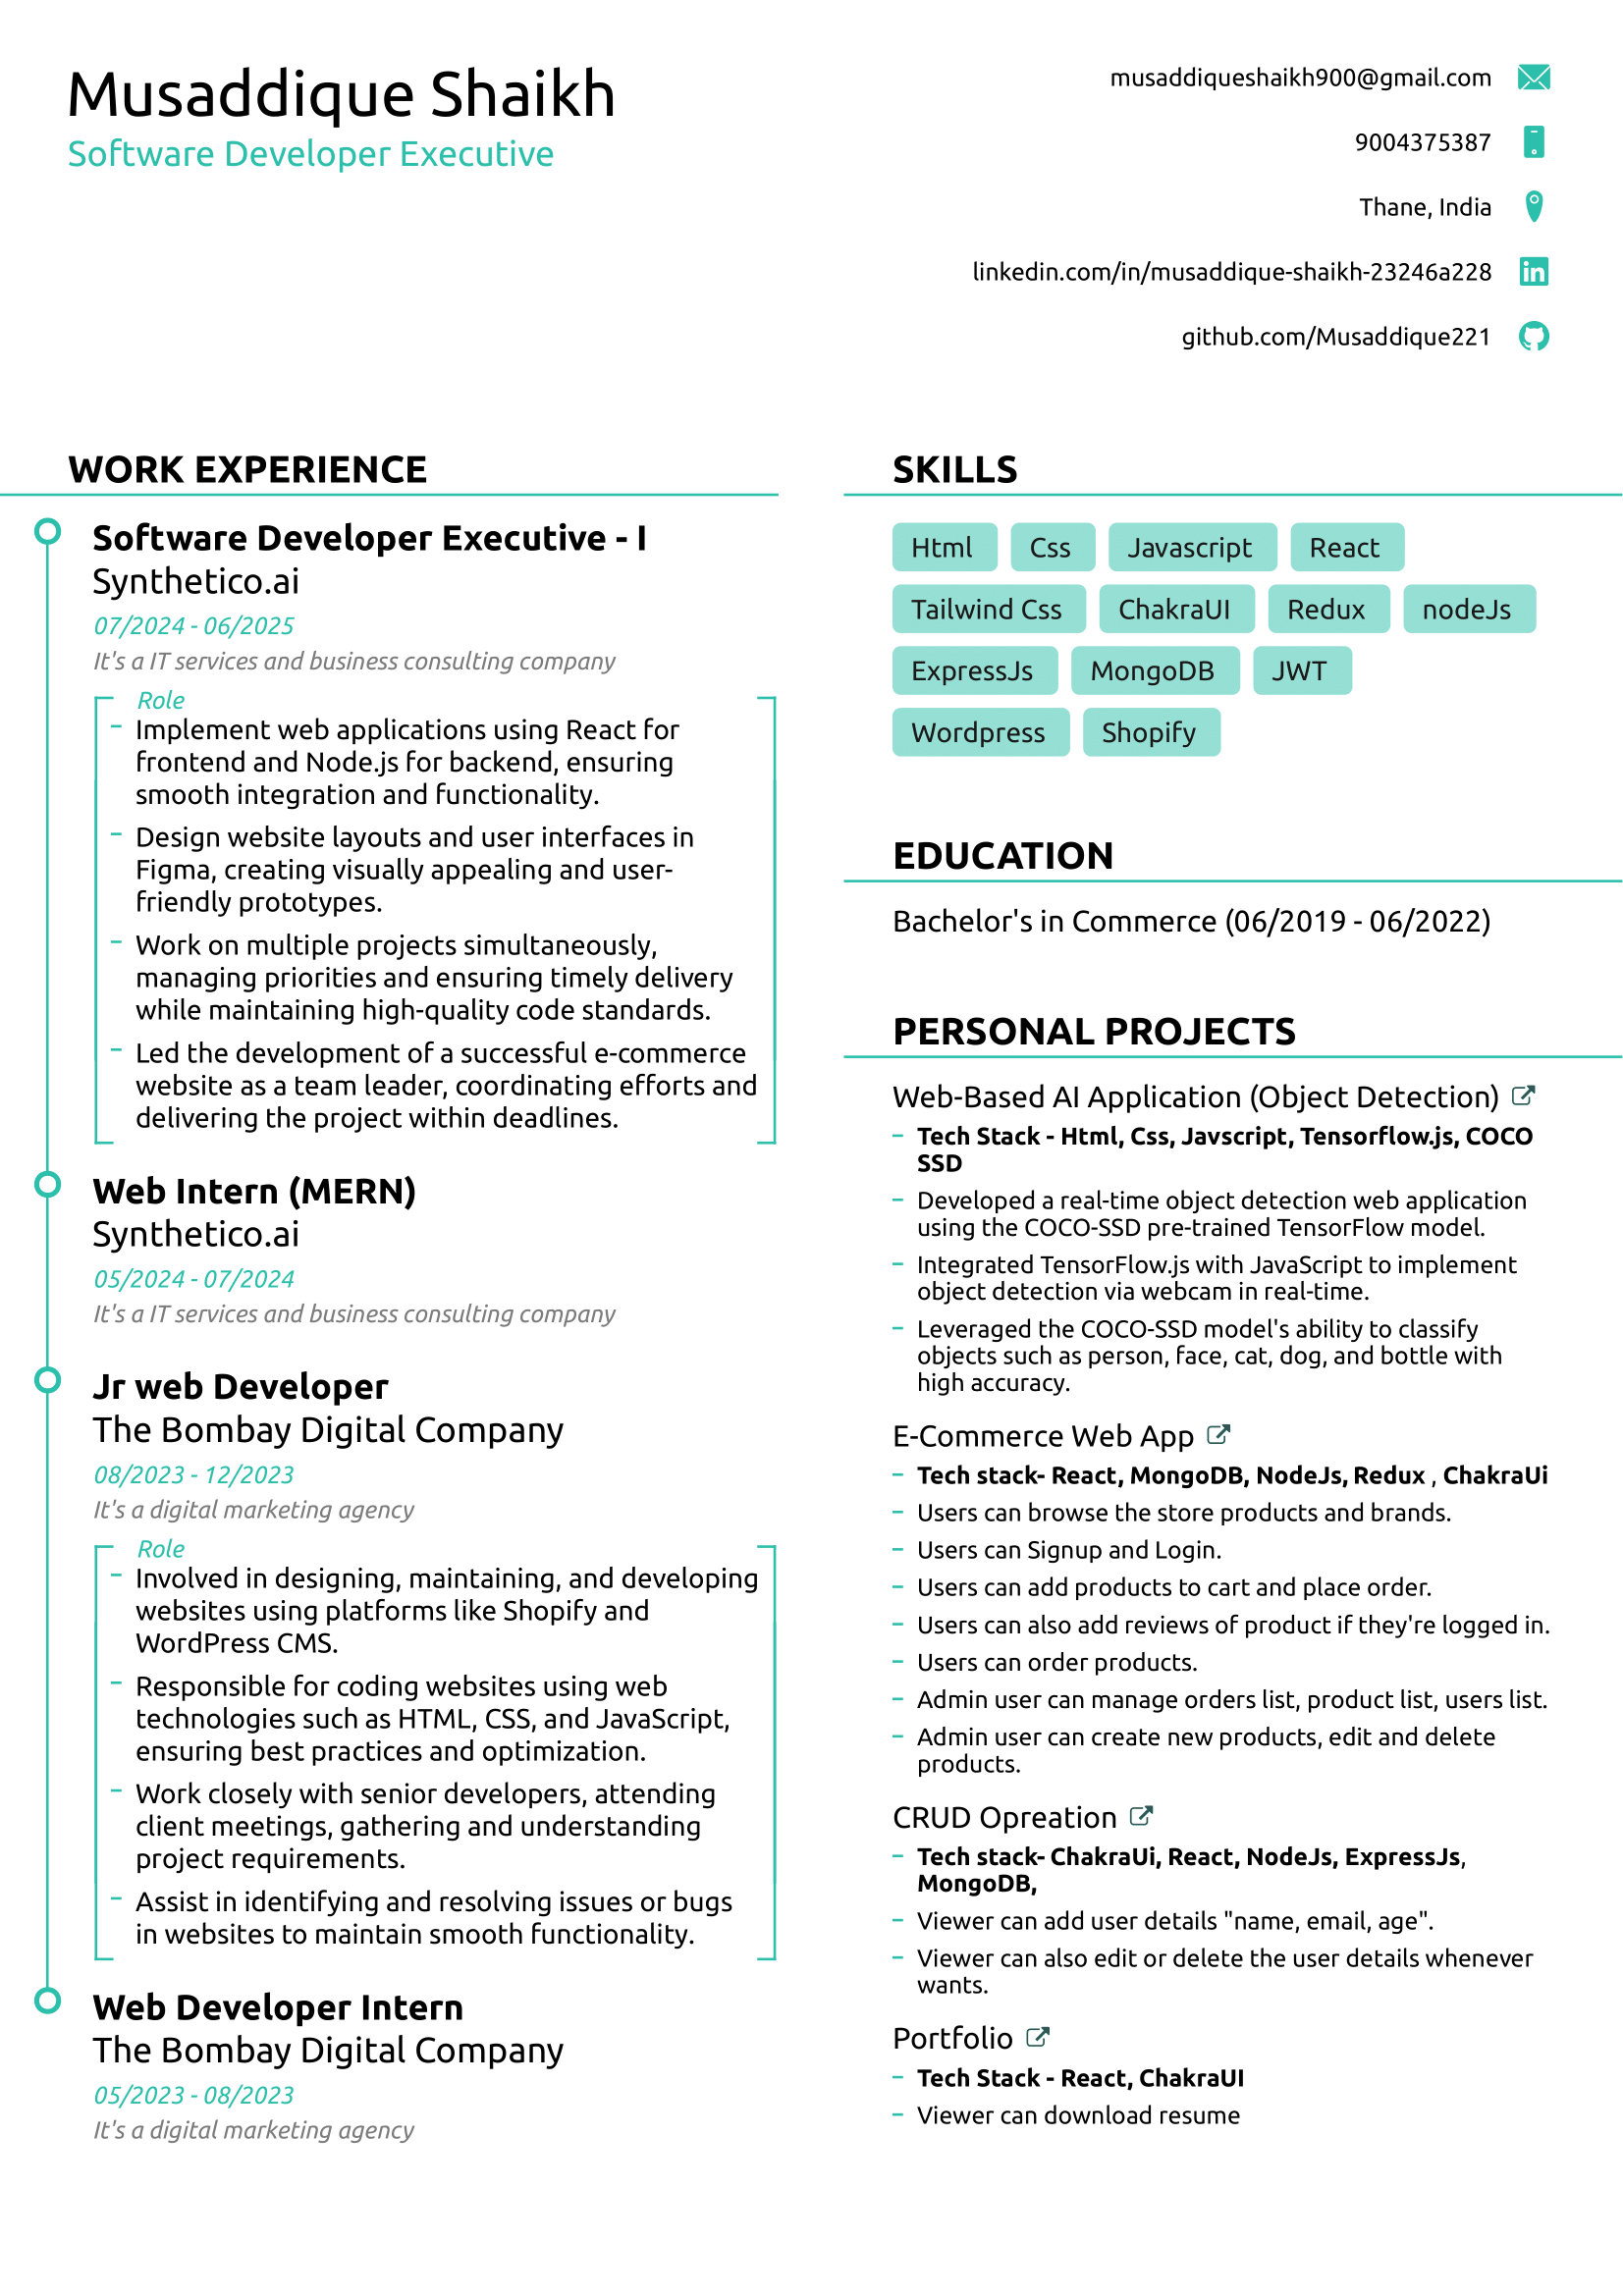 Musaddique Shaikh
Software Developer Executive
musaddiqueshaikh900@gmail.com
9004375387
Thane, India
linkedin.com/in/musaddique-shaikh-23246a228
github.com/Musaddique221
WORK EXPERIENCE
Software Developer Executive - I
Synthetico.ai
07/2024 - 06/2025
It's a IT services and business consulting company
Role
Implement web applications using React for
frontend and Node.js for backend, ensuring
smooth integration and functionality.
Design website layouts and user interfaces in
Figma, creating visually appealing and user-
friendly prototypes.
Work on multiple projects simultaneously,
managing priorities and ensuring timely delivery
while maintaining high-quality code standards.
Led the development of a successful e-commerce
website as a team leader, coordinating efforts and
delivering the project within deadlines.
Web Intern (MERN)
Synthetico.ai
05/2024 - 07/2024
It's a IT services and business consulting company
Jr web Developer
The Bombay Digital Company
08/2023 - 12/2023
It's a digital marketing agency
Role
Involved in designing, maintaining, and developing
websites using platforms like Shopify and
WordPress CMS.
Responsible for coding websites using web
technologies such as HTML, CSS, and JavaScript,
ensuring best practices and optimization.
Work closely with senior developers, attending
client meetings, gathering and understanding
project requirements.
Assist in identifying and resolving issues or bugs
in websites to maintain smooth functionality.
Web Developer Intern
The Bombay Digital Company
05/2023 - 08/2023
It's a digital marketing agency
SKILLS
Html Css Javascript React
Tailwind Css ChakraUI Redux nodeJs
ExpressJs MongoDB JWT
Wordpress Shopify
EDUCATION
Bachelor's in Commerce (06/2019 - 06/2022)
PERSONAL PROJECTS
Web-Based AI Application (Object Detection)
Tech Stack - Html, Css, Javscript, Tensorflow.js, COCO
SSD
Developed a real-time object detection web application
using the COCO-SSD pre-trained TensorFlow model.
Integrated TensorFlow.js with JavaScript to implement
object detection via webcam in real-time.
Leveraged the COCO-SSD model's ability to classify
objects such as person, face, cat, dog, and bottle with
high accuracy.
E-Commerce Web App
Tech stack- React, MongoDB, NodeJs, Redux , ChakraUi
Users can browse the store products and brands.
Users can Signup and Login.
Users can add products to cart and place order.
Users can also add reviews of product if they're logged in.
Users can order products.
Admin user can manage orders list, product list, users list.
Admin user can create new products, edit and delete
products.
CRUD Opreation
Tech stack- ChakraUi, React, NodeJs, ExpressJs,
MongoDB,
Viewer can add user details "name, email, age".
Viewer can also edit or delete the user details whenever
wants.
Portfolio
Tech Stack - React, ChakraUI
Viewer can download resume